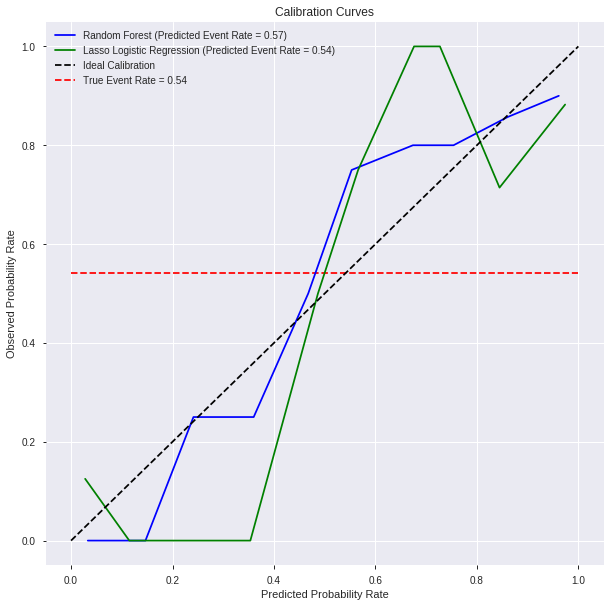 Calibration Curves
Random Forest (Predicted Event Rate = 0.57)
Lasso Logistic Regression (Predicted Event Rate = 0.54)
Ideal Calibration
True Event Rate = 0.54
Observed Probability Rate
1.0
0.8
0.6
0.4
0.2
0.0
0.0 0.2 0.4 0.6 0.8 1.0
Predicted Probability Rate